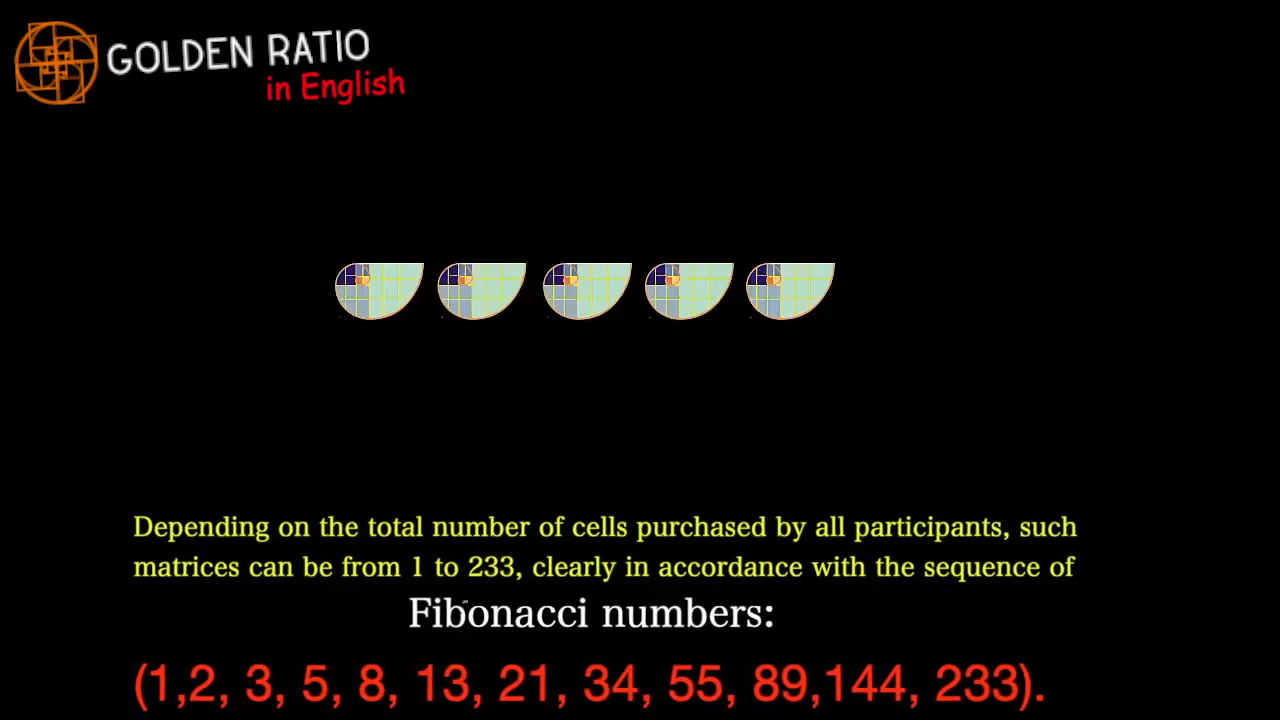 GOLDEN RATIO
in English
Depending on the total number of cells purchased by all participants, such
matrices can be from 1 to 233, clearly in accordance with the sequence of
Fibonacci numbers:
(1,2, 3, 5, 8, 13, 21, 34, 55, 89,144, 233).